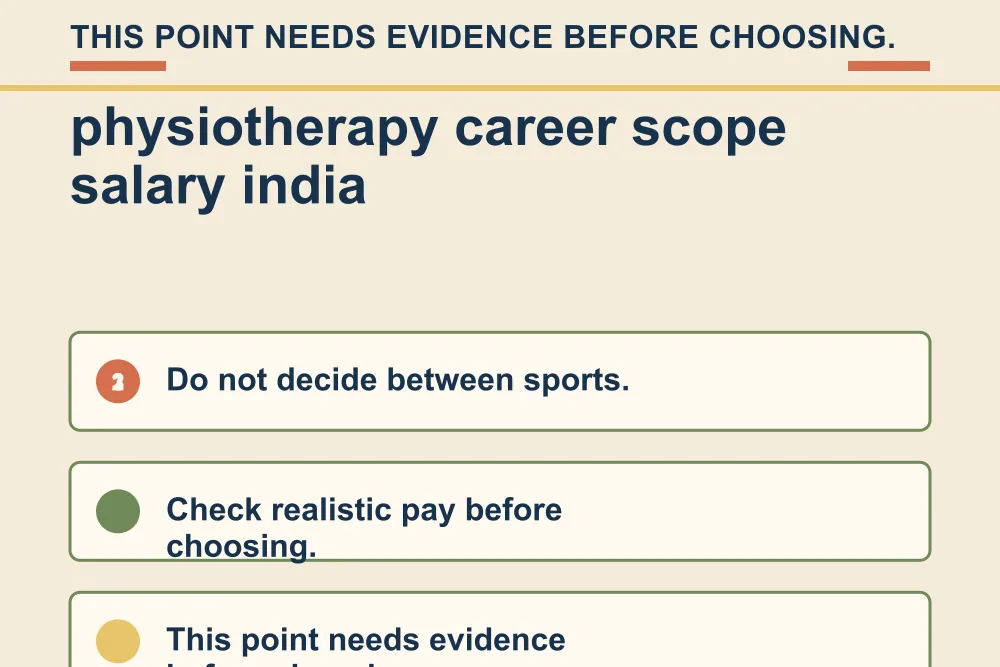 THIS POINT NEEDS EVIDENCE BEFORE CHOOSING.
physiotherapy career scope
salary india
Do not decide between sports.
Check realistic pay before
choosing.
This point needs evidence